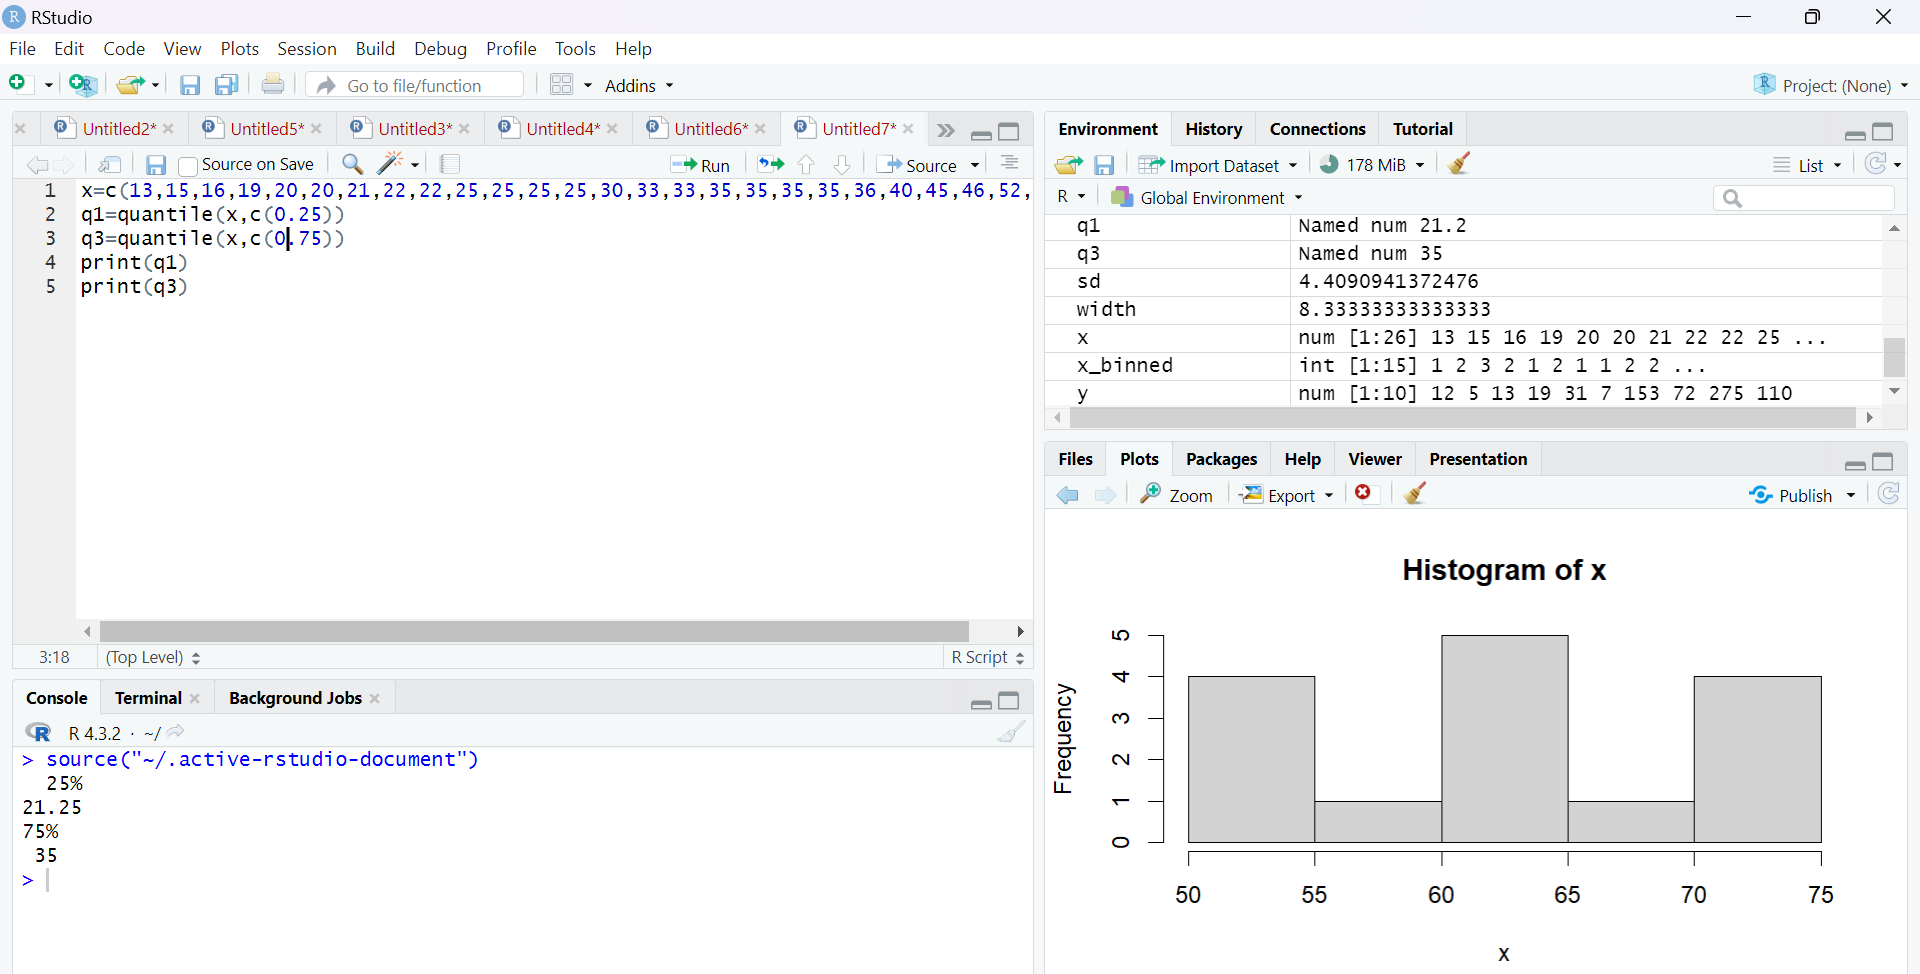 RStudio
File Edit Code View Plots Session Build Debug Profile Tools Help
Go to file/function Addins Project: (None)
Untitled2* Untitled5* Untitled3* Untitled4* Untitled6* Untitled7*
Source on Save Run Source
1 x=c(13,15,16,19,20,20,21,22,22,25,25,25,25,30,33,33,35,35,35,35,36,40,45,46,52,
2 q1=quantile(x,c(0.25))
3 q3=quantile(x,c(0.75))
4 print(q1)
5 print(q3)
3:18 (Top Level) R Script
Console Terminal Background Jobs
R 4.3.2 · ~/
> source("~/.active-rstudio-document")
25%
21.25
75%
35
>
Environment History Connections Tutorial
Import Dataset 178 MiB List
R Global Environment
q1 Named num 21.2
q3 Named num 35
sd 4.4090941372476
width 8.33333333333333
x num [1:26] 13 15 16 19 20 20 21 22 22 25 ...
x_binned int [1:15] 1 2 3 2 1 2 1 1 2 2 ...
y num [1:10] 12 5 13 19 31 7 153 72 275 110
Files Plots Packages Help Viewer Presentation
Zoom Export Publish
Histogram of x
Frequency
5
4
3
2
1
0
50 55 60 65 70 75
x